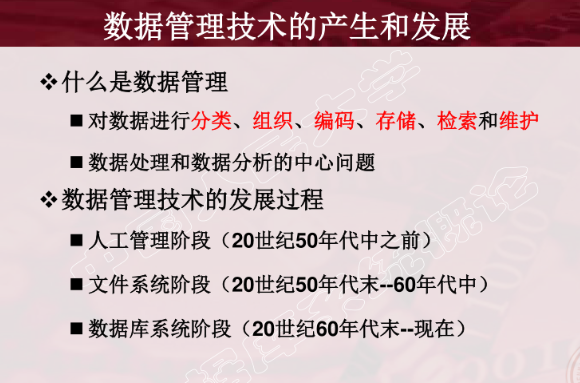 数据管理技术的产生和发展
❖什么是数据管理
■ 对数据进行分类、组织、编码、存储、检索和维护
■ 数据处理和数据分析的中心问题
❖数据管理技术的发展过程
■ 人工管理阶段（20世纪50年代中之前）
■ 文件系统阶段（20世纪50年代末--60年代中）
■ 数据库系统阶段（20世纪60年代末--现在）